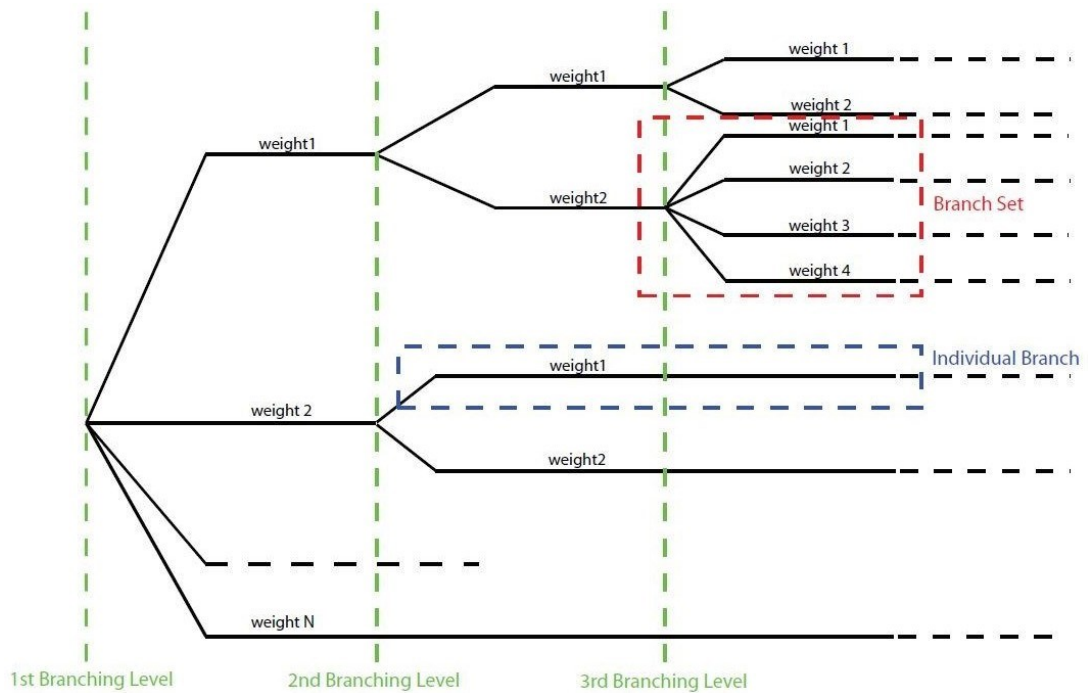 weight 1
weight1
weight 2
weight 1
weight1
weight 2
weight2
Branch Set
weight 3
weight 4
Individual Branch
weight1
weight 2
weight2
weight N
1st Branching Level
2nd Branching Level
3rd Branching Level